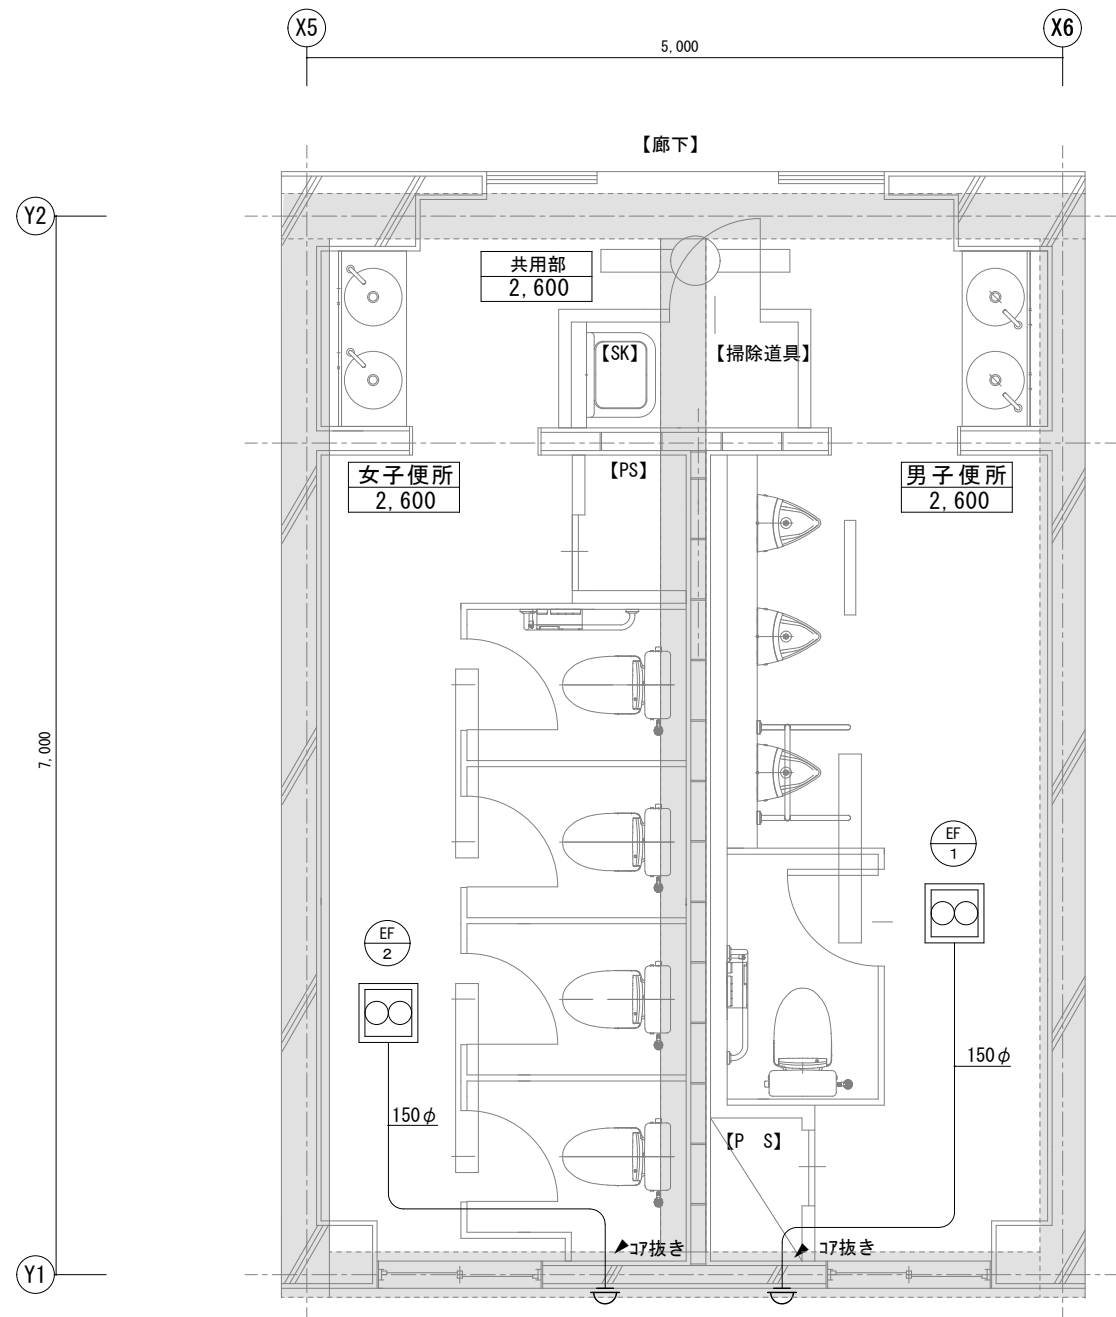 X5
X6
5,000
【廊下】
Y2
共用部
2,600
【SK】
【掃除道具】
女子便所
2,600
【PS】
男子便所
2,600
7,000
EF
1
EF
2
150φ
150φ
【P S】
コア抜き
コア抜き
Y1